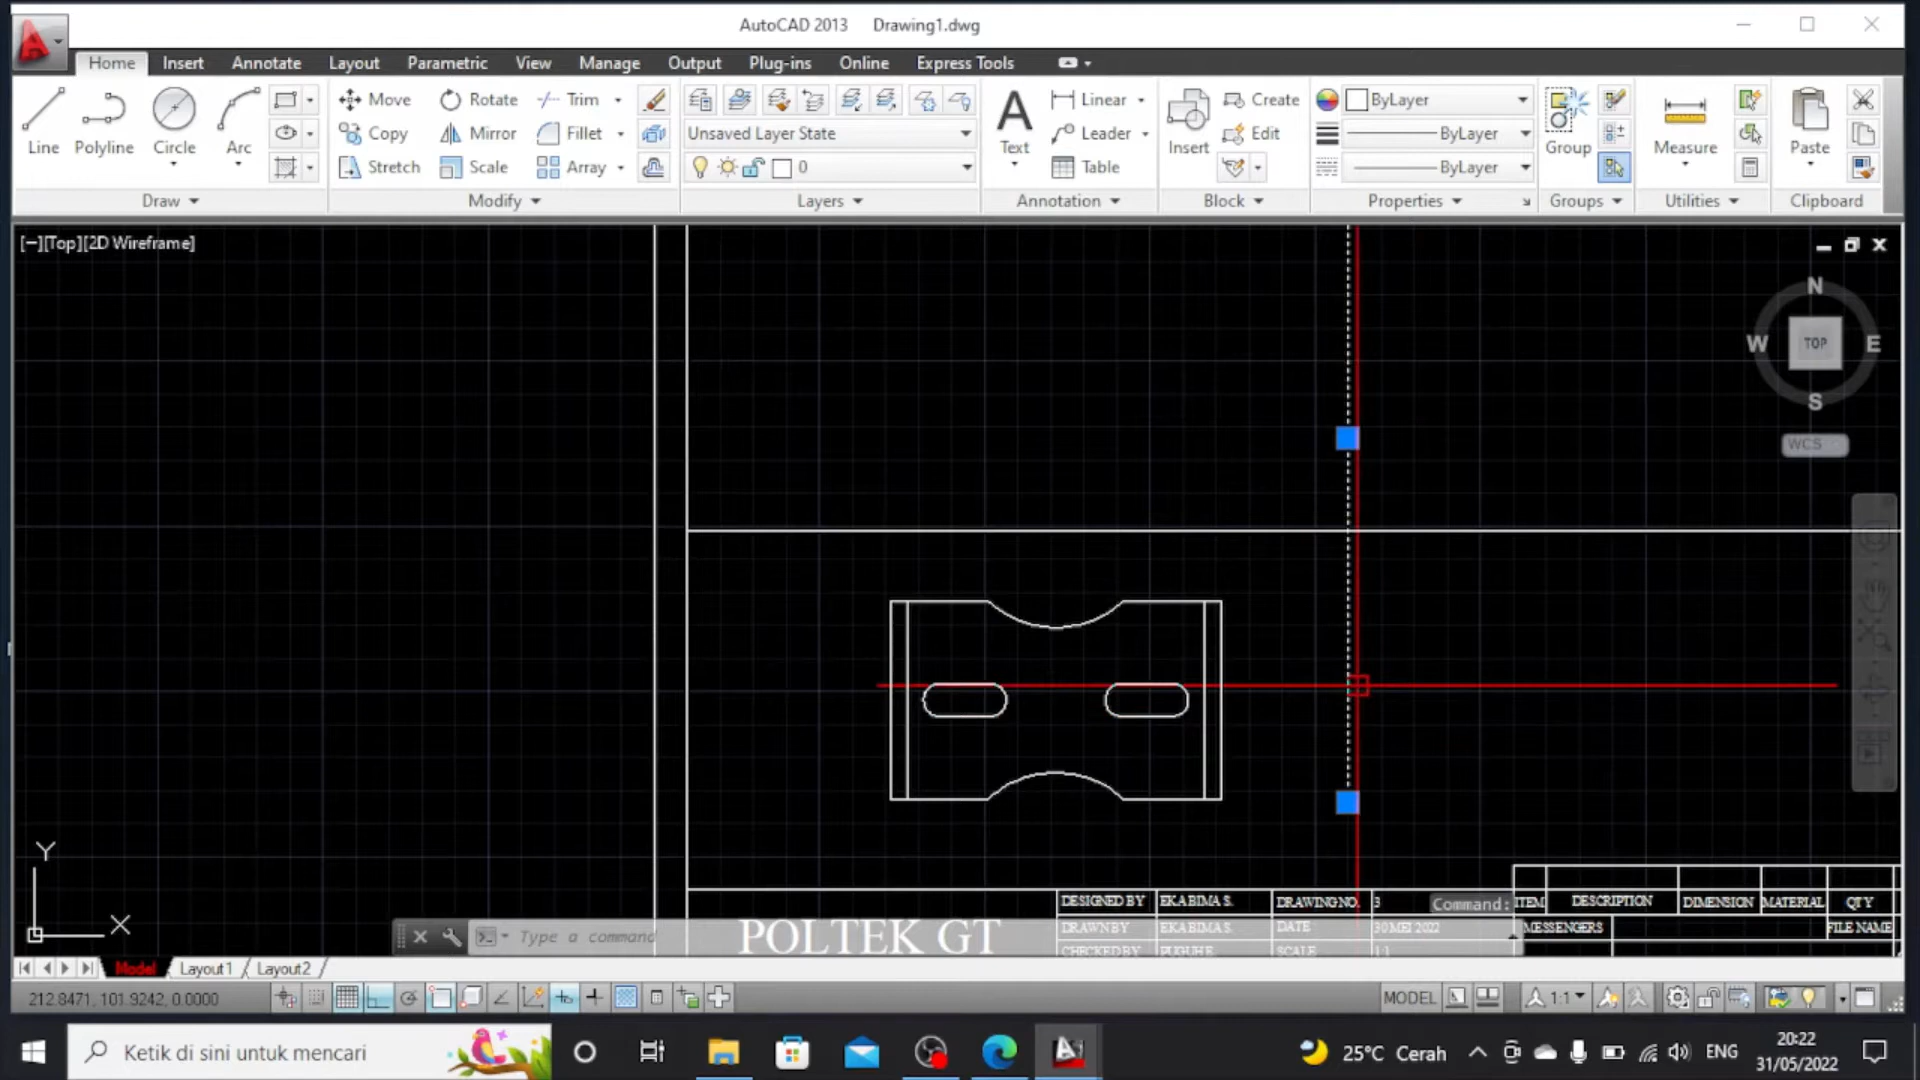 AutoCAD 2013 Drawing1.dwg
Home Insert Annotate Layout Parametric View Manage Output Plug-ins Online Express Tools
Line Polyline Circle Arc
Move Rotate Trim
Copy Mirror Fillet
Stretch Scale Array
Unsaved Layer State
0
Text
Linear
Leader
Table
Insert
Create
Edit
ByLayer
ByLayer
ByLayer
Group
Measure
Paste
Draw Modify Layers Annotation Block Properties Groups Utilities Clipboard
[−][Top][2D Wireframe]
N
W TOP E
S
WCS
Y
X
DESIGNED BY EKA BIMA S. DRAWING NO. 3
DRAWN BY EKA BIMA S. DATE 30 MEI 2022
CHECKED BY PUGUH E. SCALE 1:1
POLTEK GT
Command:
ITEM DESCRIPTION DIMENSION MATERIAL QTY
MESSENGERS FILE NAME
Type a command
Model Layout1 Layout2
212.8471, 101.9242, 0.0000
MODEL 1:1
Ketik di sini untuk mencari
25°C Cerah
ENG
20:22
31/05/2022